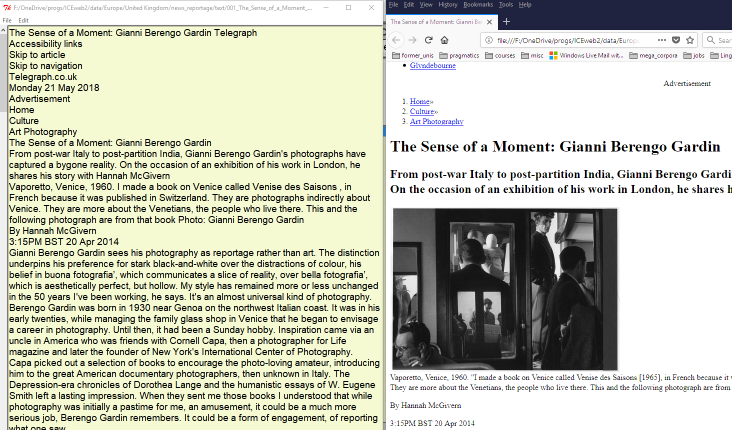 F:/OneDrive/progs/ICEweb2/data/Europe/United Kingdom/news_reportage/text/001_The_Sense_of_a_Moment_...
File Edit
The Sense of a Moment: Gianni Berengo Gardin Telegraph
Accessibility links
Skip to article
Skip to navigation
Telegraph.co.uk
Monday 21 May 2018
Advertisement
Home
Culture
Art Photography
The Sense of a Moment: Gianni Berengo Gardin
From post-war Italy to post-partition India, Gianni Berengo Gardin's photographs have
captured a bygone reality. On the occasion of an exhibition of his work in London, he
shares his story with Hannah McGivern
Vaporetto, Venice, 1960. I made a book on Venice called Venise des Saisons , in
French because it was published in Switzerland. They are photographs indirectly about
Venice. They are more about the Venetians, the people who live there. This and the
following photograph are from that book Photo: Gianni Berengo Gardin
By Hannah McGivern
3:15PM BST 20 Apr 2014
Gianni Berengo Gardin sees his photography as reportage rather than art. The distinction
underpins his preference for stark black-and-white over the distractions of colour, his
belief in buona fotografia', which communicates a slice of reality, over bella fotografia',
which is aesthetically perfect, but hollow. My style has remained more or less unchanged
in the 50 years I've been working, he says. It's an almost universal kind of photography.
Berengo Gardin was born in 1930 near Genoa on the northwest Italian coast. It was in his
early twenties, while managing the family glass shop in Venice that he began to envisage
a career in photography. Until then, it had been a Sunday hobby. Inspiration came via an
uncle in America who was friends with Cornell Capa, then a photographer for Life
magazine and later the founder of New York's International Center of Photography.
Capa picked out a selection of books to encourage the photo-loving amateur, introducing
him to the great American documentary photographers, then unknown in Italy. The
Depression-era chronicles of Dorothea Lange and the humanistic essays of W. Eugene
Smith left a lasting impression. When they sent me those books I understood that while
photography was initially a pastime for me, an amusement, it could be a much more
serious job, Berengo Gardin remembers. It could be a form of engagement, of reporting
what one saw
File Edit View History Bookmarks Tools Help
The Sense of a Moment: Gianni B
file:///F:/OneDrive/progs/ICEweb2/data/Europ
Sear
former_unis pragmatics courses misc Windows Live Mail wit... mega_corpora jobs Ling
Glyndebourne
Advertisement
1. Home»
2. Culture»
3. Art Photography
The Sense of a Moment: Gianni Berengo Gardin
From post-war Italy to post-partition India, Gianni Berengo Gardi
On the occasion of an exhibition of his work in London, he shares h
Vaporetto, Venice, 1960. "I made a book on Venice called Venise des Saisons [1965], in French because it w
They are more about the Venetians, the people who live there. This and the following photograph are from
By Hannah McGivern
3:15PM BST 20 Apr 2014